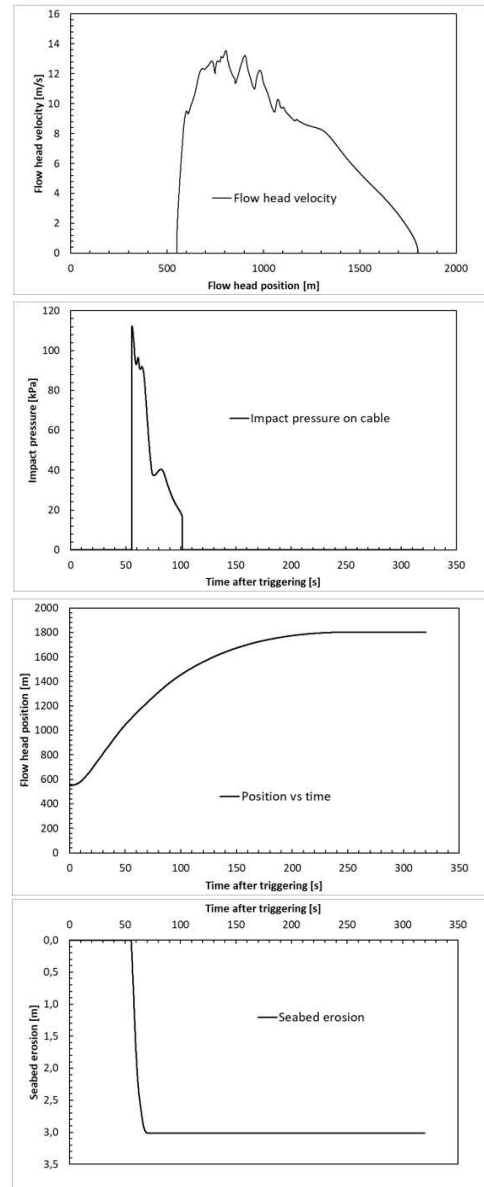 16
14
12
10
8
6
4
2
0
Flow head velocity [m/s]
Flow head velocity
0 500 1000 1500 2000
Flow head position [m]
120
100
80
60
40
20
0
Impact pressure [kPa]
Impact pressure on cable
0 50 100 150 200 250 300 350
Time after triggering [s]
2000
1800
1600
1400
1200
1000
800
600
400
200
0
Flow head position [m]
Position vs time
0 50 100 150 200 250 300 350
Time after triggering [s]
Time after triggering [s]
0 50 100 150 200 250 300 350
0,0
0,5
1,0
1,5
2,0
2,5
3,0
3,5
Seabed erosion [m]
Seabed erosion